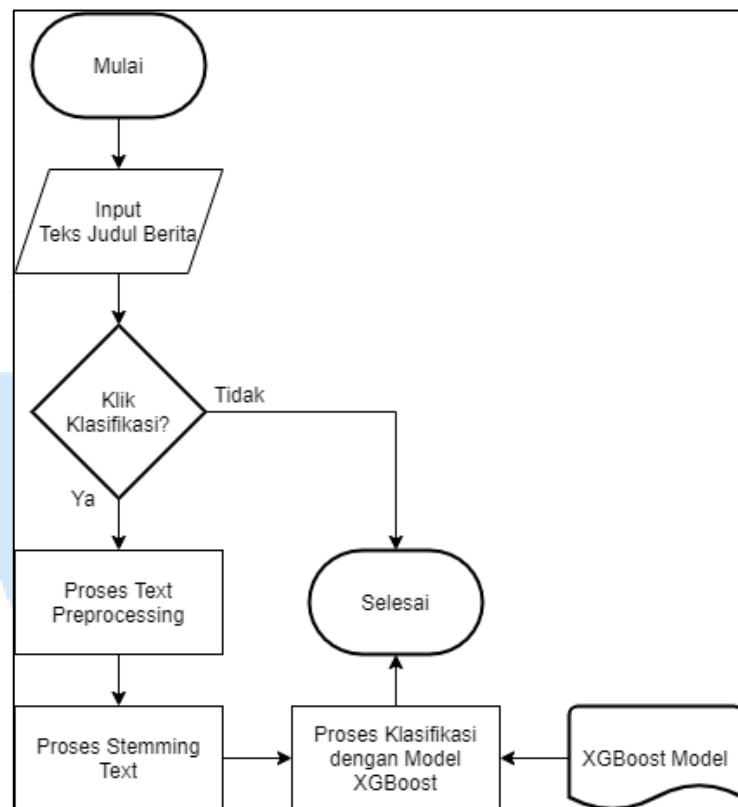 Mulai
Input
Teks Judul Berita
Klik
Klasifikasi?
Tidak
Ya
Proses Text
Preprocessing
Selesai
Proses Stemming
Text
Proses Klasifikasi
dengan Model
XGBoost
XGBoost Model